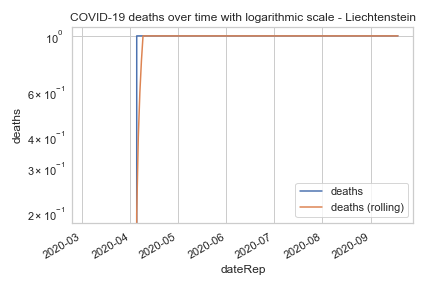 COVID-19 deaths over time with logarithmic scale - Liechtenstein
10⁰
6 × 10⁻¹
4 × 10⁻¹
3 × 10⁻¹
2 × 10⁻¹
deaths
deaths
deaths (rolling)
2020-03
2020-04
2020-05
2020-06
2020-07
2020-08
2020-09
dateRep